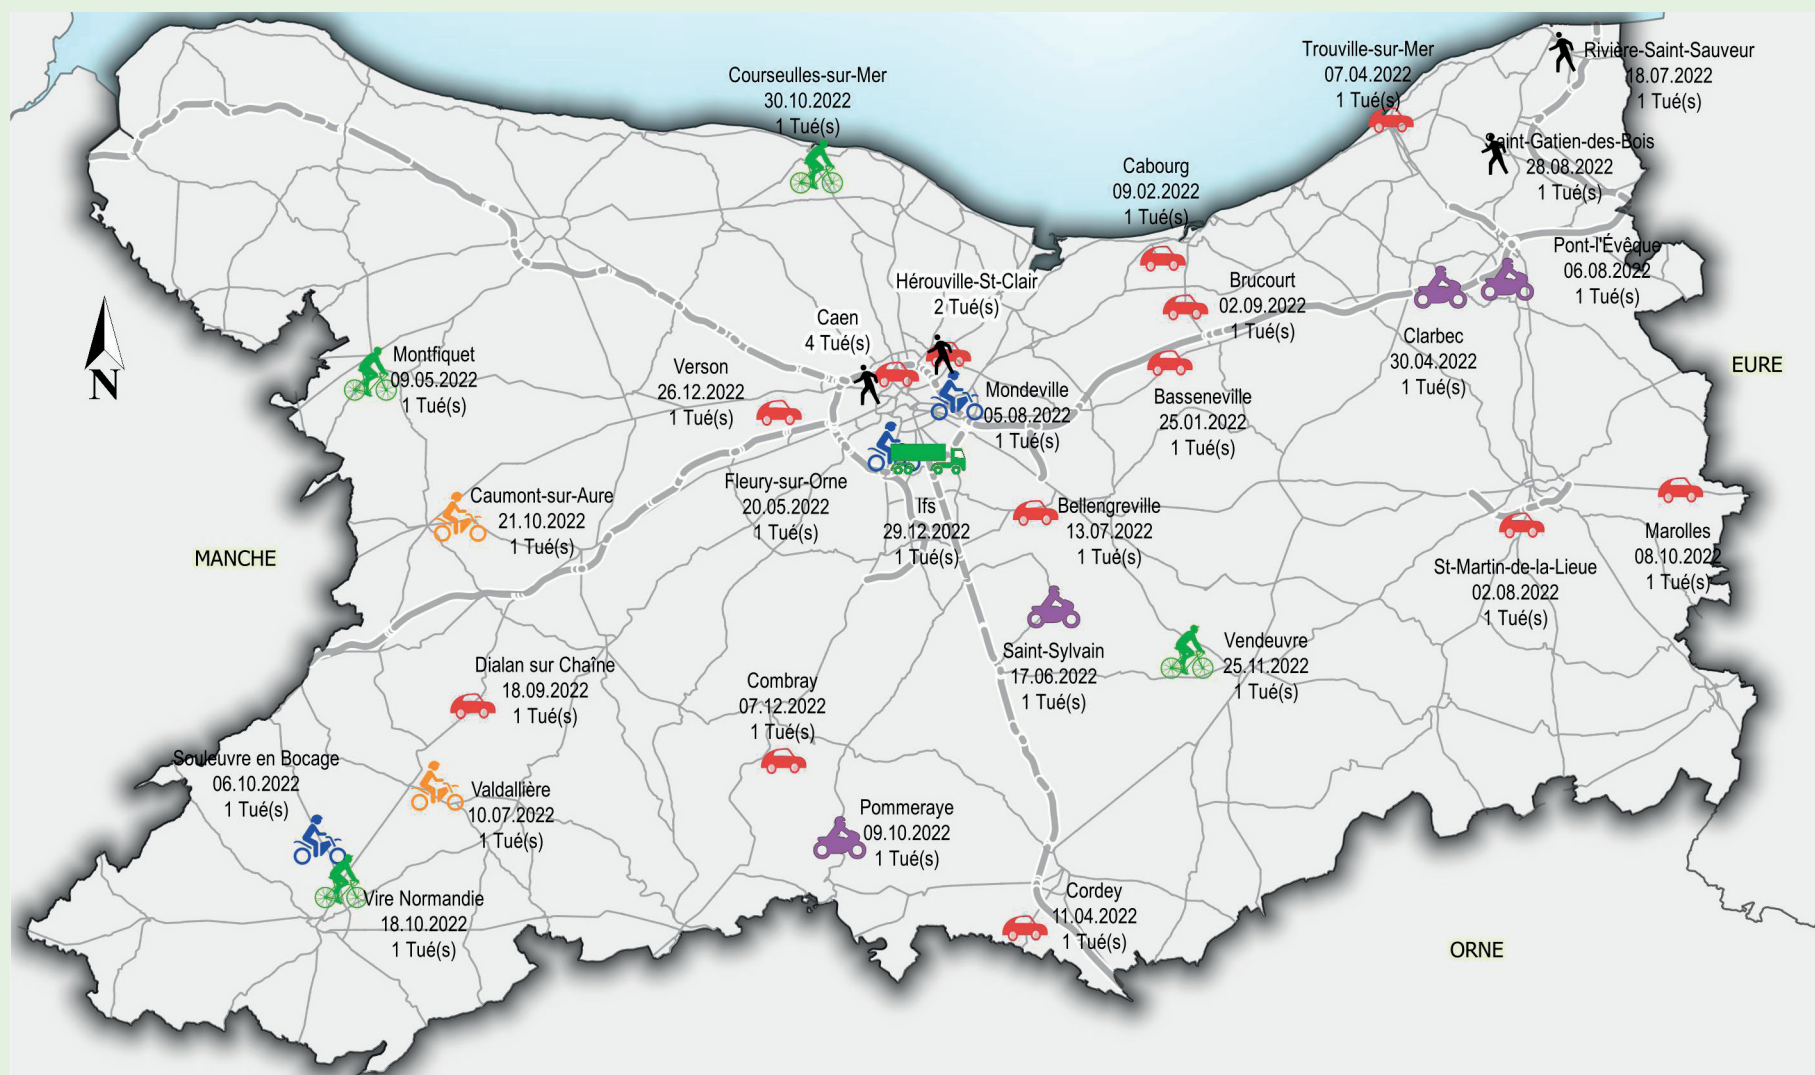 Trouville-sur-Mer
07.04.2022
1 Tué(s)
Rivière-Saint-Sauveur
18.07.2022
1 Tué(s)
Courseulles-sur-Mer
30.10.2022
1 Tué(s)
Saint-Gatien-des-Bois
28.08.2022
1 Tué(s)
Cabourg
09.02.2022
1 Tué(s)
Pont-l'Évêque
06.08.2022
1 Tué(s)
Hérouville-St-Clair
2 Tué(s)
Brucourt
02.09.2022
1 Tué(s)
Caen
4 Tué(s)
Clarbec
30.04.2022
1 Tué(s)
EURE
N
Montfiquet
09.05.2022
1 Tué(s)
Verson
26.12.2022
1 Tué(s)
Mondeville
05.08.2022
1 Tué(s)
Basseneville
25.01.2022
1 Tué(s)
Fleury-sur-Orne
20.05.2022
1 Tué(s)
Caumont-sur-Aure
21.10.2022
1 Tué(s)
Ifs
29.12.2022
1 Tué(s)
Bellengreville
13.07.2022
1 Tué(s)
Marolles
08.10.2022
1 Tué(s)
MANCHE
St-Martin-de-la-Lieue
02.08.2022
1 Tué(s)
Saint-Sylvain
17.06.2022
1 Tué(s)
Vendeuvre
25.11.2022
1 Tué(s)
Dialan sur Chaîne
18.09.2022
1 Tué(s)
Combray
07.12.2022
1 Tué(s)
Souleuvre en Bocage
06.10.2022
1 Tué(s)
Valdallière
10.07.2022
1 Tué(s)
Pommeraye
09.10.2022
1 Tué(s)
Vire Normandie
18.10.2022
1 Tué(s)
Cordey
11.04.2022
1 Tué(s)
ORNE